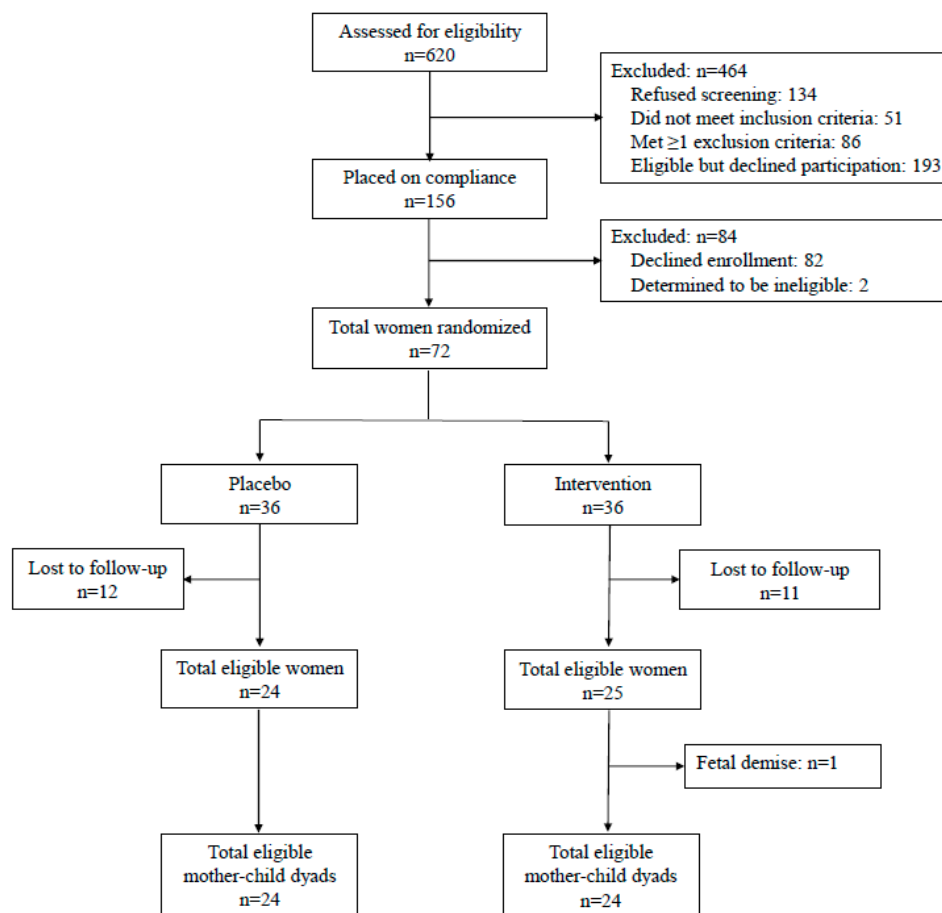 Assessed for eligibility
n=620
Excluded: n=464
Refused screening: 134
Did not meet inclusion criteria: 51
Met ≥1 exclusion criteria: 86
Eligible but declined participation: 193
Placed on compliance
n=156
Excluded: n=84
Declined enrollment: 82
Determined to be ineligible: 2
Total women randomized
n=72
Placebo
n=36
Intervention
n=36
Lost to follow-up
n=12
Lost to follow-up
n=11
Total eligible women
n=24
Total eligible women
n=25
Fetal demise: n=1
Total eligible
mother-child dyads
n=24
Total eligible
mother-child dyads
n=24